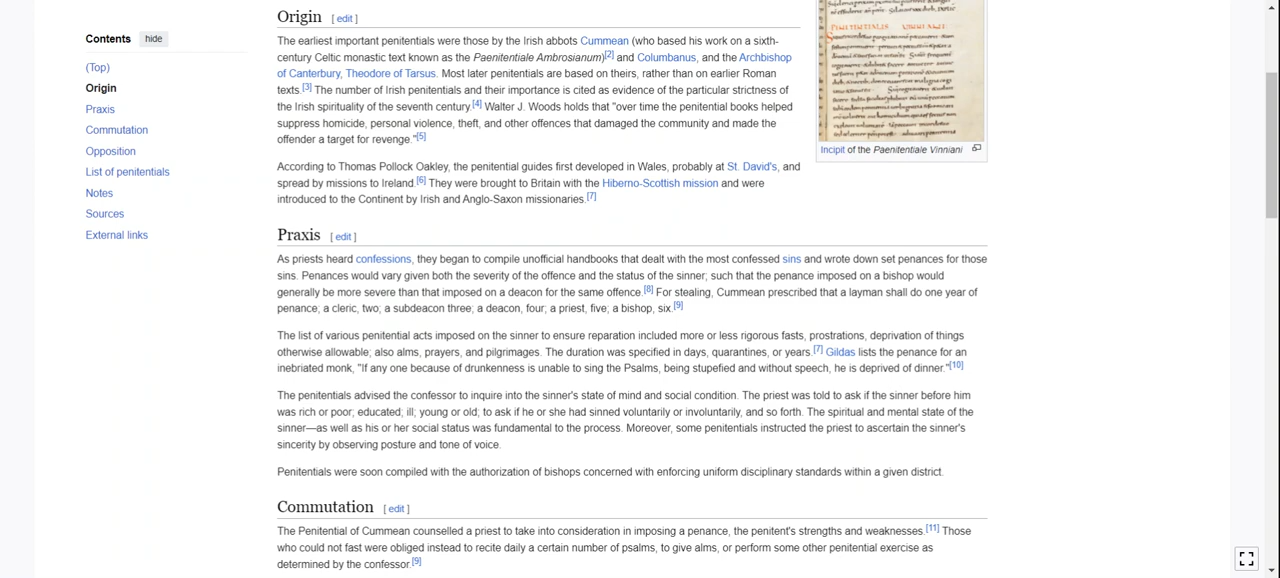 Contents hide
(Top)
Origin
Praxis
Commutation
Opposition
List of penitentials
Notes
Sources
External links
Origin [ edit ]
The earliest important penitentials were those by the Irish abbots Cummean (who based his work on a sixth-
century Celtic monastic text known as the Paenitentiale Ambrosianum)[2] and Columbanus, and the Archbishop
of Canterbury, Theodore of Tarsus. Most later penitentials are based on theirs, rather than on earlier Roman
texts.[3] The number of Irish penitentials and their importance is cited as evidence of the particular strictness of
the Irish spirituality of the seventh century.[4] Walter J. Woods holds that "over time the penitential books helped
suppress homicide, personal violence, theft, and other offences that damaged the community and made the
offender a target for revenge."[5]
According to Thomas Pollock Oakley, the penitential guides first developed in Wales, probably at St. David's, and
spread by missions to Ireland.[6] They were brought to Britain with the Hiberno-Scottish mission and were
introduced to the Continent by Irish and Anglo-Saxon missionaries.[7]
Incipit of the Paenitentiale Vinniani
Praxis [ edit ]
As priests heard confessions, they began to compile unofficial handbooks that dealt with the most confessed sins and wrote down set penances for those
sins. Penances would vary given both the severity of the offence and the status of the sinner; such that the penance imposed on a bishop would
generally be more severe than that imposed on a deacon for the same offence.[8] For stealing, Cummean prescribed that a layman shall do one year of
penance; a cleric, two; a subdeacon three; a deacon, four; a priest, five; a bishop, six.[9]
The list of various penitential acts imposed on the sinner to ensure reparation included more or less rigorous fasts, prostrations, deprivation of things
otherwise allowable; also alms, prayers, and pilgrimages. The duration was specified in days, quarantines, or years.[7] Gildas lists the penance for an
inebriated monk, "If any one because of drunkenness is unable to sing the Psalms, being stupefied and without speech, he is deprived of dinner."[10]
The penitentials advised the confessor to inquire into the sinner's state of mind and social condition. The priest was told to ask if the sinner before him
was rich or poor; educated; ill; young or old; to ask if he or she had sinned voluntarily or involuntarily, and so forth. The spiritual and mental state of the
sinner—as well as his or her social status was fundamental to the process. Moreover, some penitentials instructed the priest to ascertain the sinner's
sincerity by observing posture and tone of voice.
Penitentials were soon compiled with the authorization of bishops concerned with enforcing uniform disciplinary standards within a given district.
Commutation [ edit ]
The Penitential of Cummean counselled a priest to take into consideration in imposing a penance, the penitent's strengths and weaknesses.[11] Those
who could not fast were obliged instead to recite daily a certain number of psalms, to give alms, or perform some other penitential exercise as
determined by the confessor.[9]